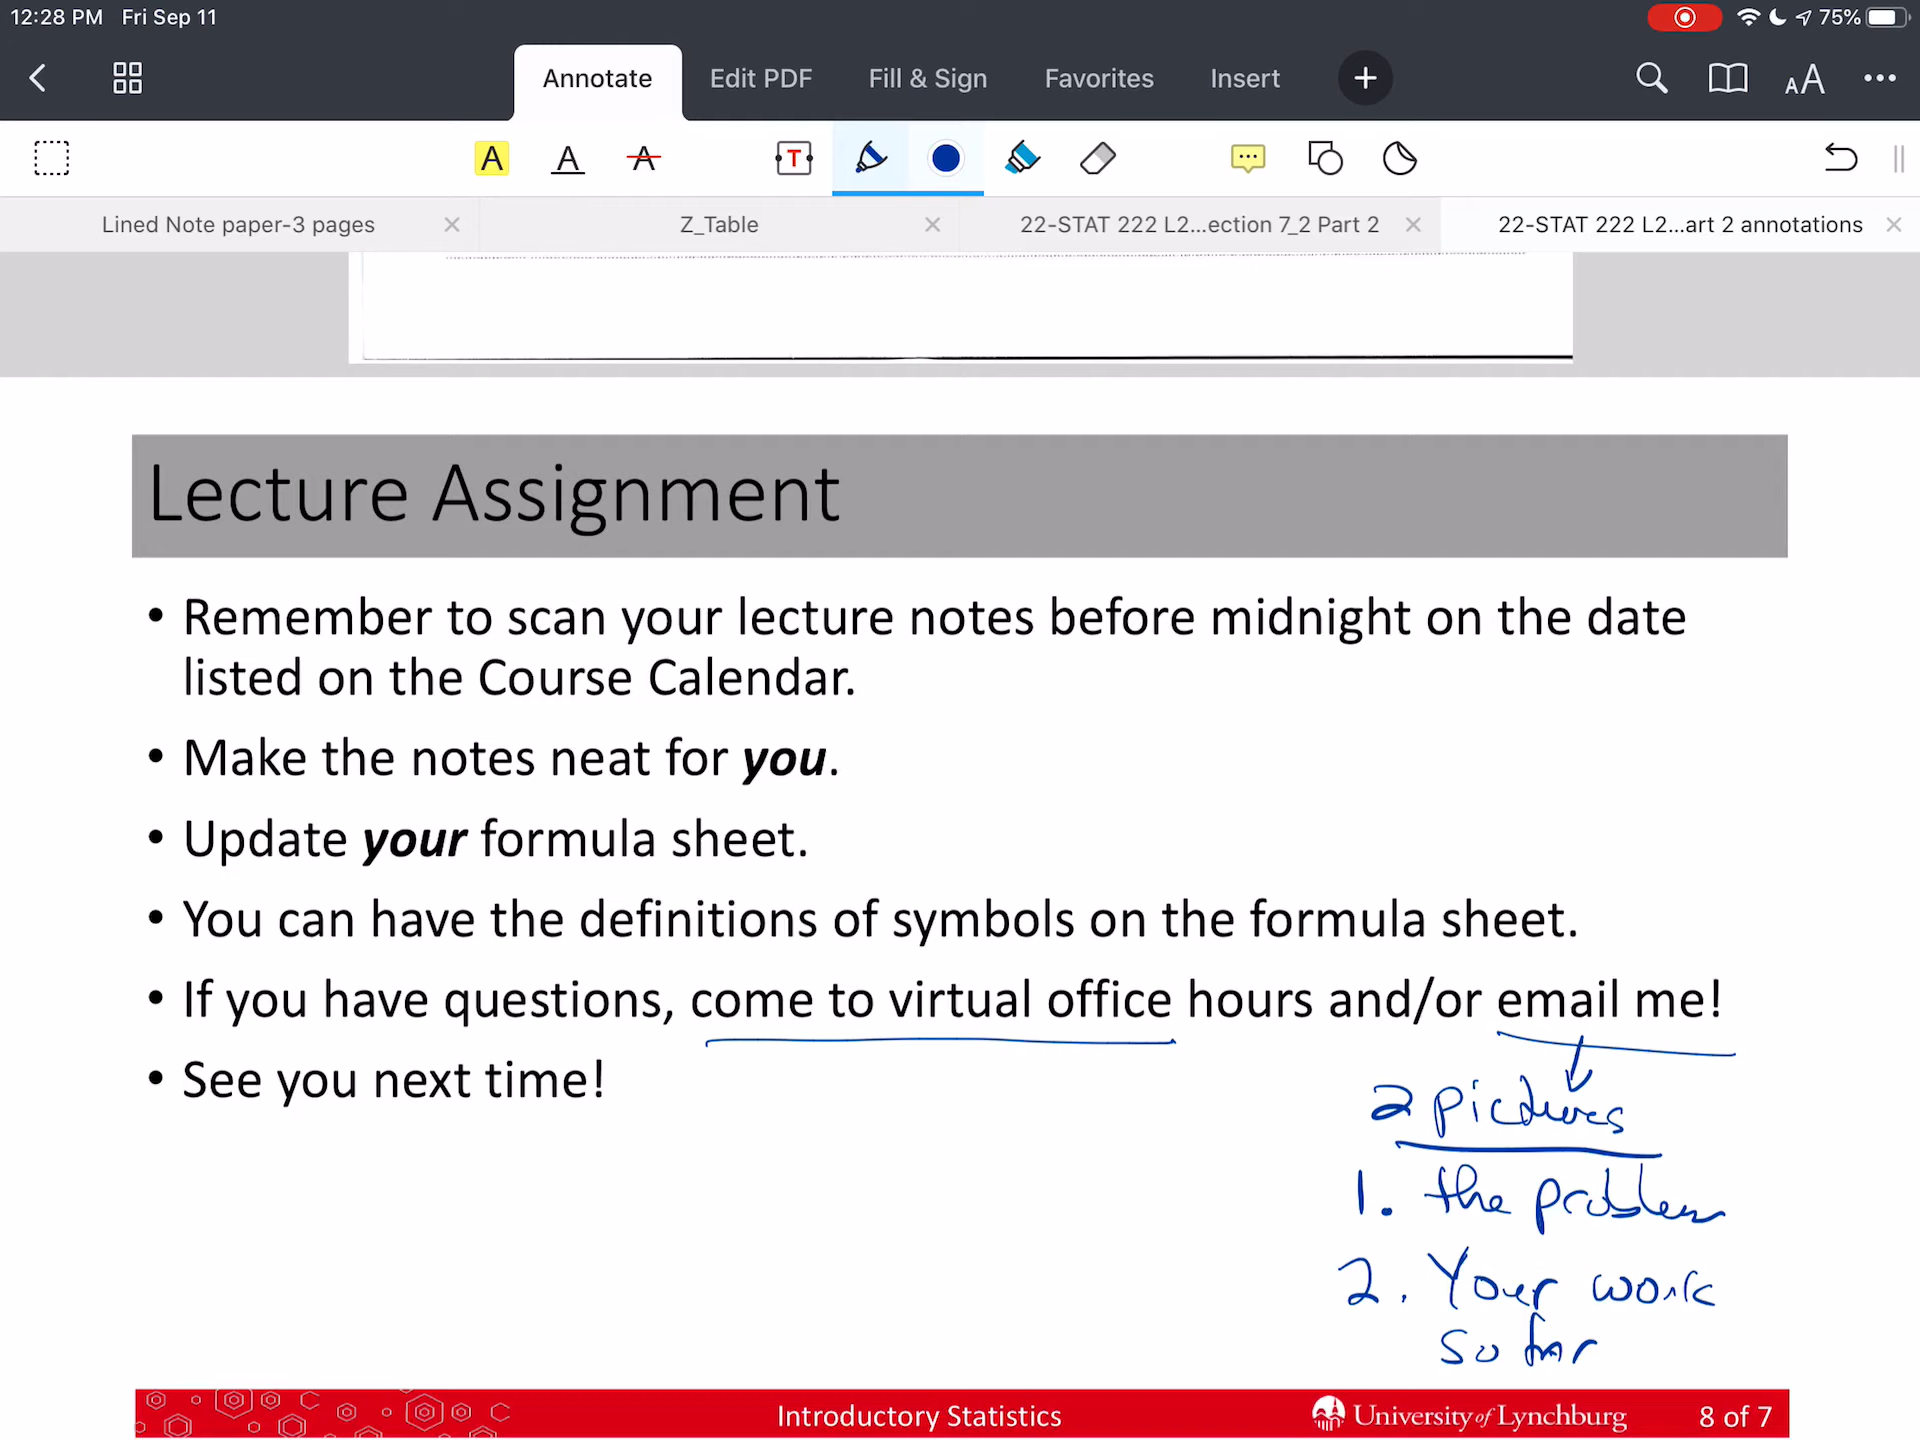 12:28 PM Fri Sep 11 75%
Annotate Edit PDF Fill & Sign Favorites Insert
AA
A A A T
Lined Note paper-3 pages Z_Table 22-STAT 222 L2...ection 7_2 Part 2 22-STAT 222 L2...art 2 annotations
Lecture Assignment
• Remember to scan your lecture notes before midnight on the date
listed on the Course Calendar.
• Make the notes neat for you.
• Update your formula sheet.
• You can have the definitions of symbols on the formula sheet.
• If you have questions, come to virtual office hours and/or email me!
• See you next time!
2 pictures
1. the problem
2. Your work
so far
Introductory Statistics University of Lynchburg 8 of 7